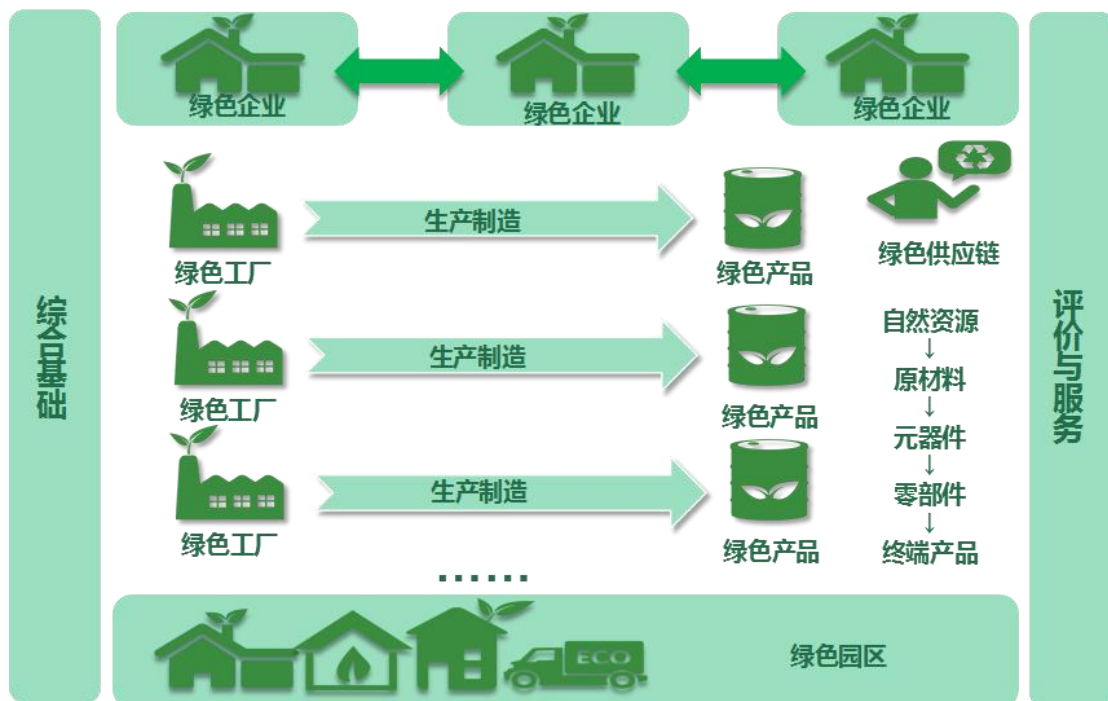 综合基础
绿色企业
绿色企业
绿色企业
绿色工厂
生产制造
绿色产品
绿色供应链
绿色工厂
生产制造
绿色产品
绿色工厂
生产制造
绿色产品
自然资源
↓
原材料
↓
元器件
↓
零部件
↓
终端产品
······
ECO
绿色园区
评价与服务